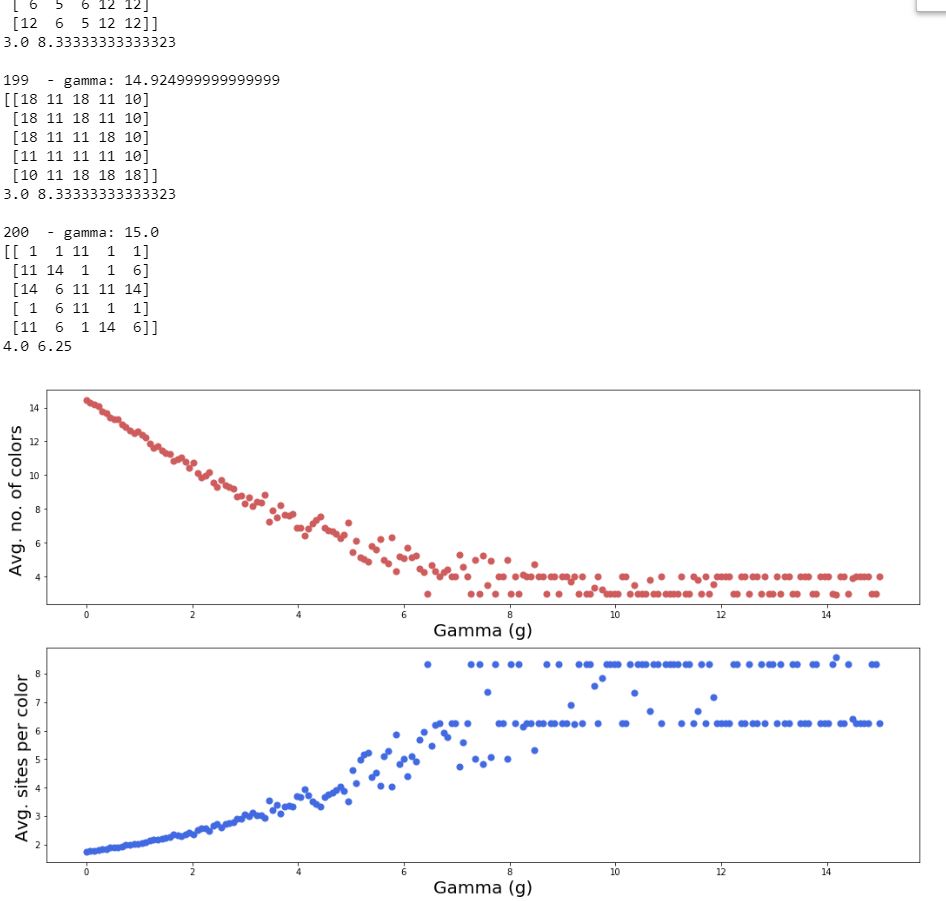 [ 6  5  6 12 12]
[12  6  5 12 12]]
3.0 8.33333333333323
199  - gamma: 14.924999999999999
[[18 11 18 11 10]
[18 11 18 11 10]
[18 11 11 18 10]
[11 11 11 11 10]
[10 11 18 18 18]]
3.0 8.33333333333323
200  - gamma: 15.0
[[ 1  1 11  1  1]
[11 14  1  1  6]
[14  6 11 11 14]
[ 1  6 11  1  1]
[11  6  1 14  6]]
4.0 6.25
Avg. no. of colors
14
12
10
8
6
4
0 2 4 6 8 10 12 14
Gamma (g)
Avg. sites per color
8
7
6
5
4
3
2
0 2 4 6 8 10 12 14
Gamma (g)